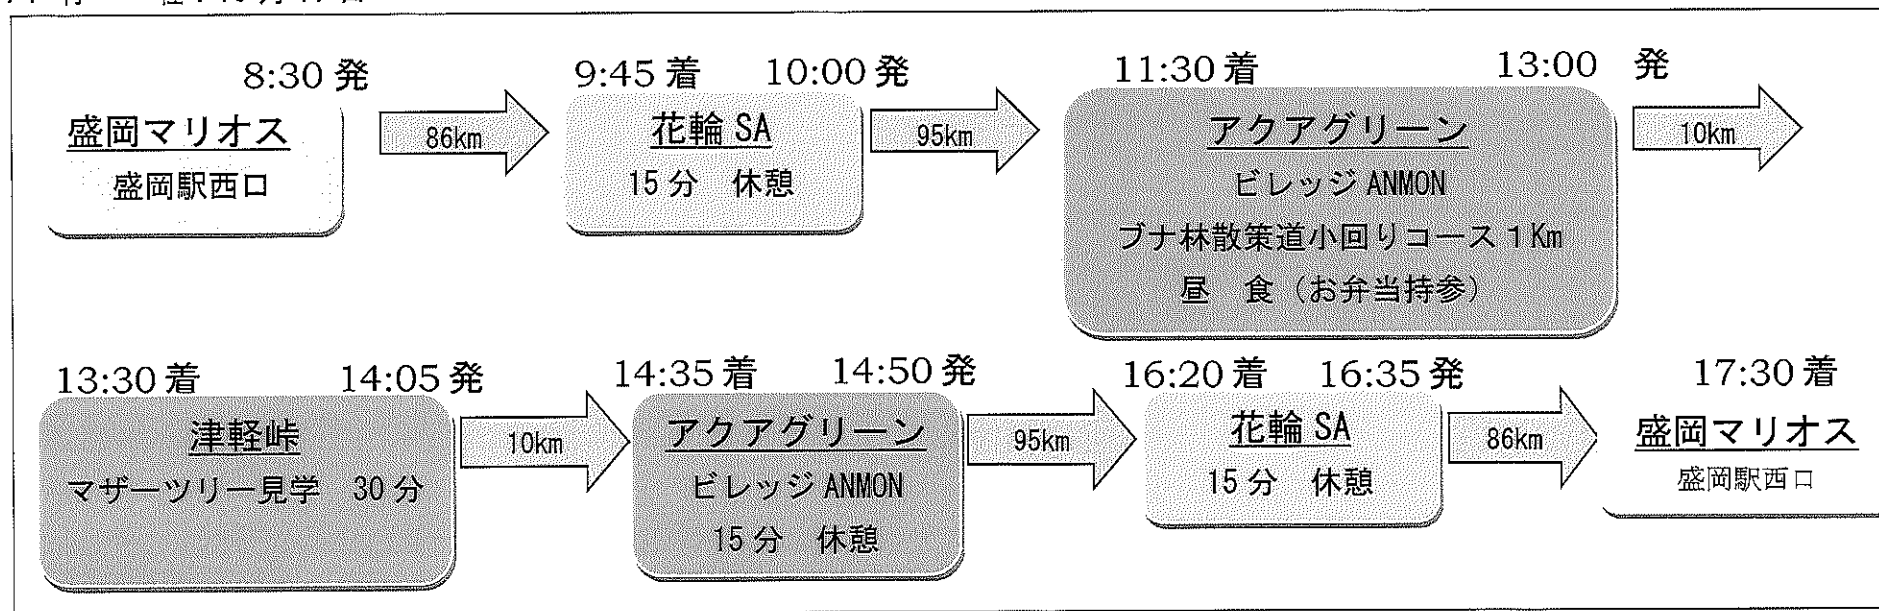 8:30 発 9:45 着 10:00 発 11:30 着 13:00 発
盛岡マリオス
盛岡駅西口
86km
花輪 SA
15 分 休憩
95km
アクアグリーン
ビレッジ ANMON
ブナ林散策道小回りコース 1 Km
昼 食（お弁当持参）
10km
13:30 着 14:05 発 14:35 着 14:50 発 16:20 着 16:35 発 17:30 着
津軽峠
マザーツリー見学 30 分
10km
アクアグリーン
ビレッジ ANMON
15 分 休憩
95km
花輪 SA
15 分 休憩
86km
盛岡マリオス
盛岡駅西口